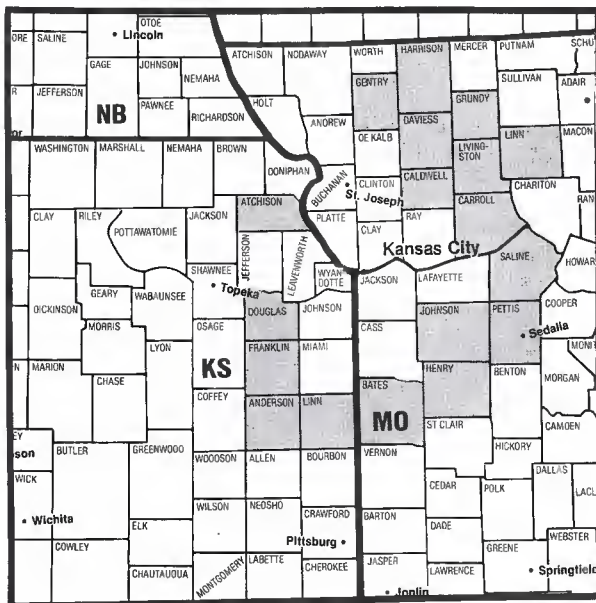 OTOE
ORE SALINE
Lincoln
GAGE JOHNSON
NEMAHA
JEFFERSON
NB
PAWNEE
RICHARDSON
ATCHISON NODAWAY WORTH HARRISON MERCER PUTNAM SCHU
SULLIVAN ADAIR
GENTRY
GRUNDY
HOLT
ANDREW
DAVIESS
DE KALB
LINN MACON
LIVING-
STON
WASHINGTON MARSHALL NEMAHA BROWN
DONIPHAN
BUCHANAN
St. Joseph
CLINTON CALDWELL
CHARITON
RAN
CLAY RILEY
POTTAWATOMIE
JACKSON
ATCHISON
PLATTE
CLAY
RAY
CARROLL
JEFFERSON
LEAVENWORTH
Kansas City
SALINE
HOWAR
SHAWNEE
Topeka
WYAN
DOTTE
JACKSON LAFAYETTE
GEARY WABAUNSEE
DICKINSON
MORRIS
DOUGLAS JOHNSON
JOHNSON PETTIS COOPER
Sedalia
OSAGE
CASS
LYON
KS
FRANKLIN MIAMI
MONI
HENRY BENTON
MORGAN
N MARION
CHASE
COFFEY
ANDERSON LINN
BATES
MO
ST CLAIR
CAMDEN
HICKORY
EY BUTLER
GREENWOOD
son
WOODSON ALLEN BOURBON
VERNON
DALLAS
LACL
WICK
CEDAR POLK
Wichita
WILSON NEOSHO
CRAWFORD
BARTON
DADE
ELK
Pittsburg
GREENE
WEBSTER
COWLEY
CHAUTAUQUA
MONTGOMERY
LABETTE CHEROKEE
JASPER
LAWRENCE
Springfield
Joplin